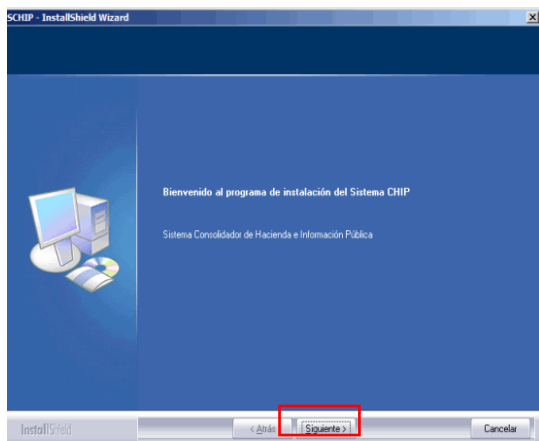 SCHIP - InstallShield Wizard
Bienvenido al programa de instalación del Sistema CHIP
Sistema Consolidador de Hacienda e Información Pública
InstallShield
< Atrás
Siguiente >
Cancelar